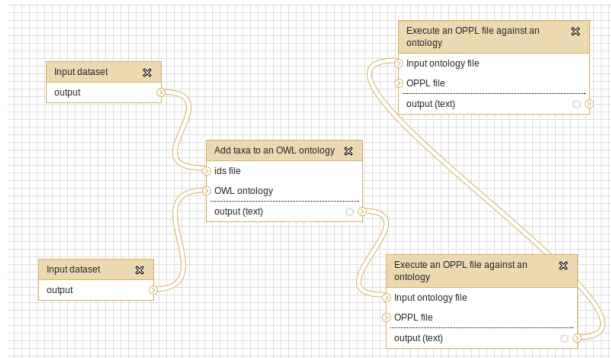 Execute an OPPL file against an
ontology
Input ontology file
OPPL file
output (text)
Input dataset
output
Add taxa to an OWL ontology
ids file
OWL ontology
output (text)
Input dataset
output
Execute an OPPL file against an
ontology
Input ontology file
OPPL file
output (text)